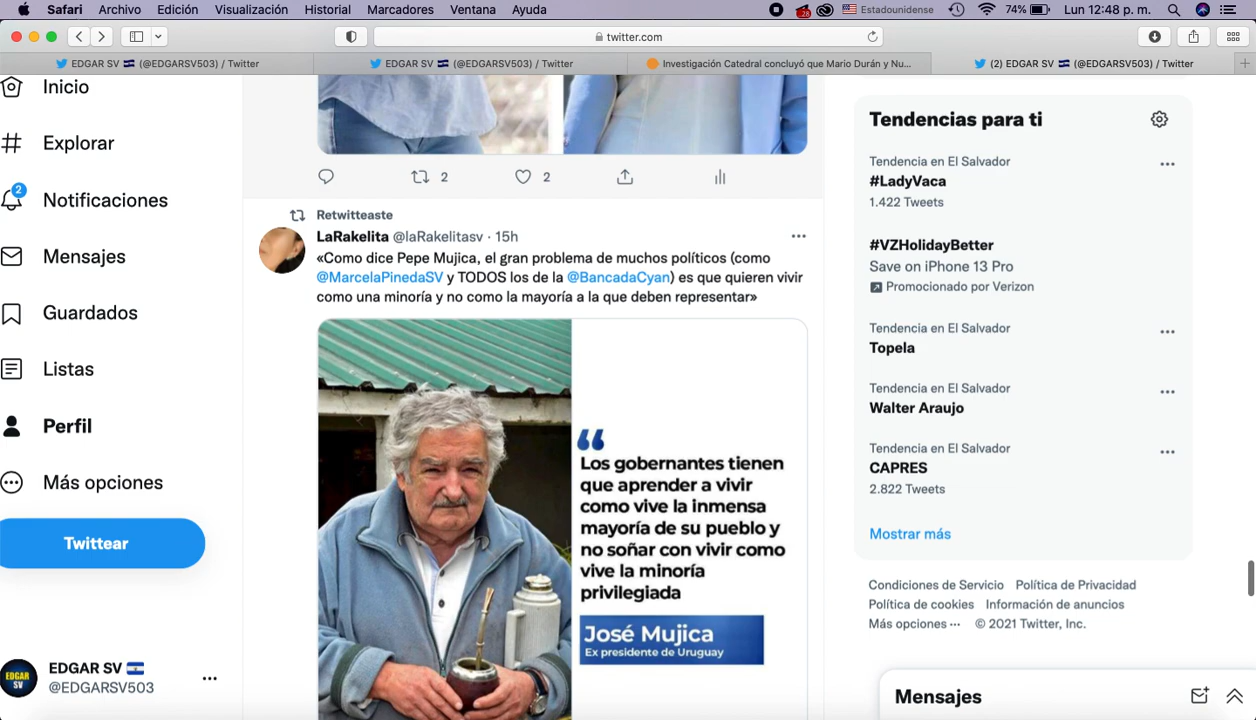 Safari Archivo Edición Visualización Historial Marcadores Ventana Ayuda
28 Estadounidense 74% Lun 12:48 p. m.
twitter.com
EDGAR SV (@EDGARSV503) / Twitter
EDGAR SV (@EDGARSV503) / Twitter
Investigación Catedral concluyó que Mario Durán y Nu...
(2) EDGAR SV (@EDGARSV503) / Twitter
Inicio
Explorar
2
Notificaciones
Mensajes
Guardados
Listas
Perfil
Más opciones
Twittear
EDGAR SV
EDGAR SV
@EDGARSV503
2 2
Retwitteaste
LaRakelita @laRakelitasv · 15h
«Como dice Pepe Mujica, el gran problema de muchos políticos (como
@MarcelaPinedaSV y TODOS los de la @BancadaCyan) es que quieren vivir
como una minoría y no como la mayoría a la que deben representar»
Los gobernantes tienen
que aprender a vivir
como vive la inmensa
mayoría de su pueblo y
no soñar con vivir como
vive la minoría
privilegiada
José Mujica
Ex presidente de Uruguay
Tendencias para ti
Tendencia en El Salvador
#LadyVaca
1.422 Tweets
#VZHolidayBetter
Save on iPhone 13 Pro
Promocionado por Verizon
Tendencia en El Salvador
Topela
Tendencia en El Salvador
Walter Araujo
Tendencia en El Salvador
CAPRES
2.822 Tweets
Mostrar más
Condiciones de Servicio Política de Privacidad
Política de cookies Información de anuncios
Más opciones ··· © 2021 Twitter, Inc.
Mensajes